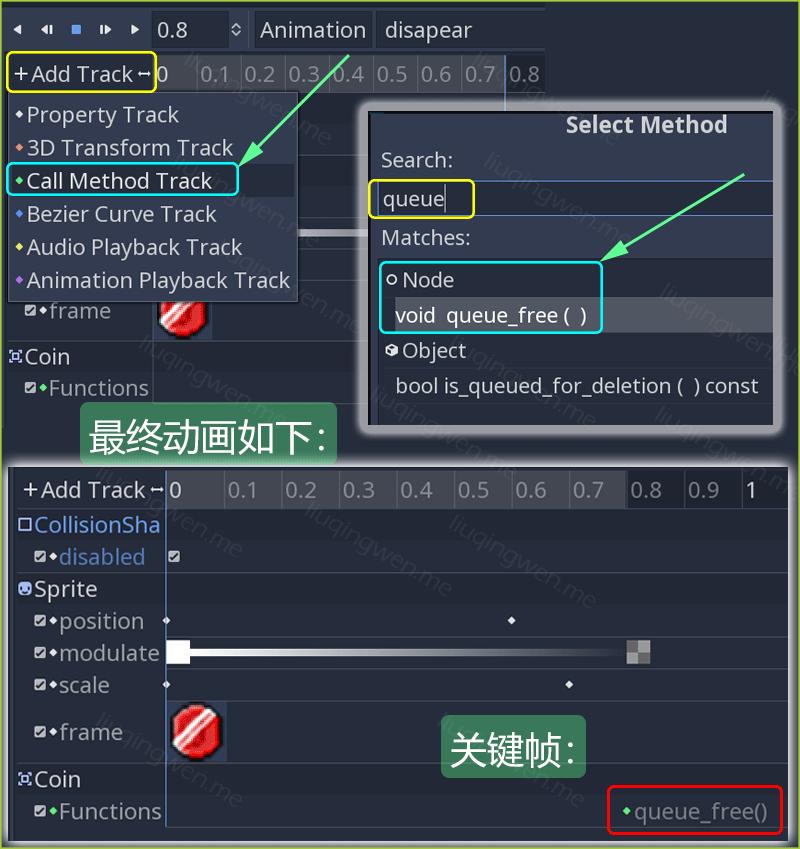 0.8 Animation disapear
+Add Track 0 0.1 0.2 0.3 0.4 0.5 0.6 0.7 0.8
Property Track
3D Transform Track
Call Method Track
Bezier Curve Track
Audio Playback Track
Animation Playback Track
frame
Coin
Functions
Select Method
Search:
queue
Matches:
Node
void queue_free ( )
Object
bool is_queued_for_deletion ( ) const
最终动画如下：
+Add Track 0 0.1 0.2 0.3 0.4 0.5 0.6 0.7 0.8 0.9 1
CollisionSha
disabled
Sprite
position
modulate
scale
frame
关键帧：
Coin
Functions
queue_free()
liuqingwen.me